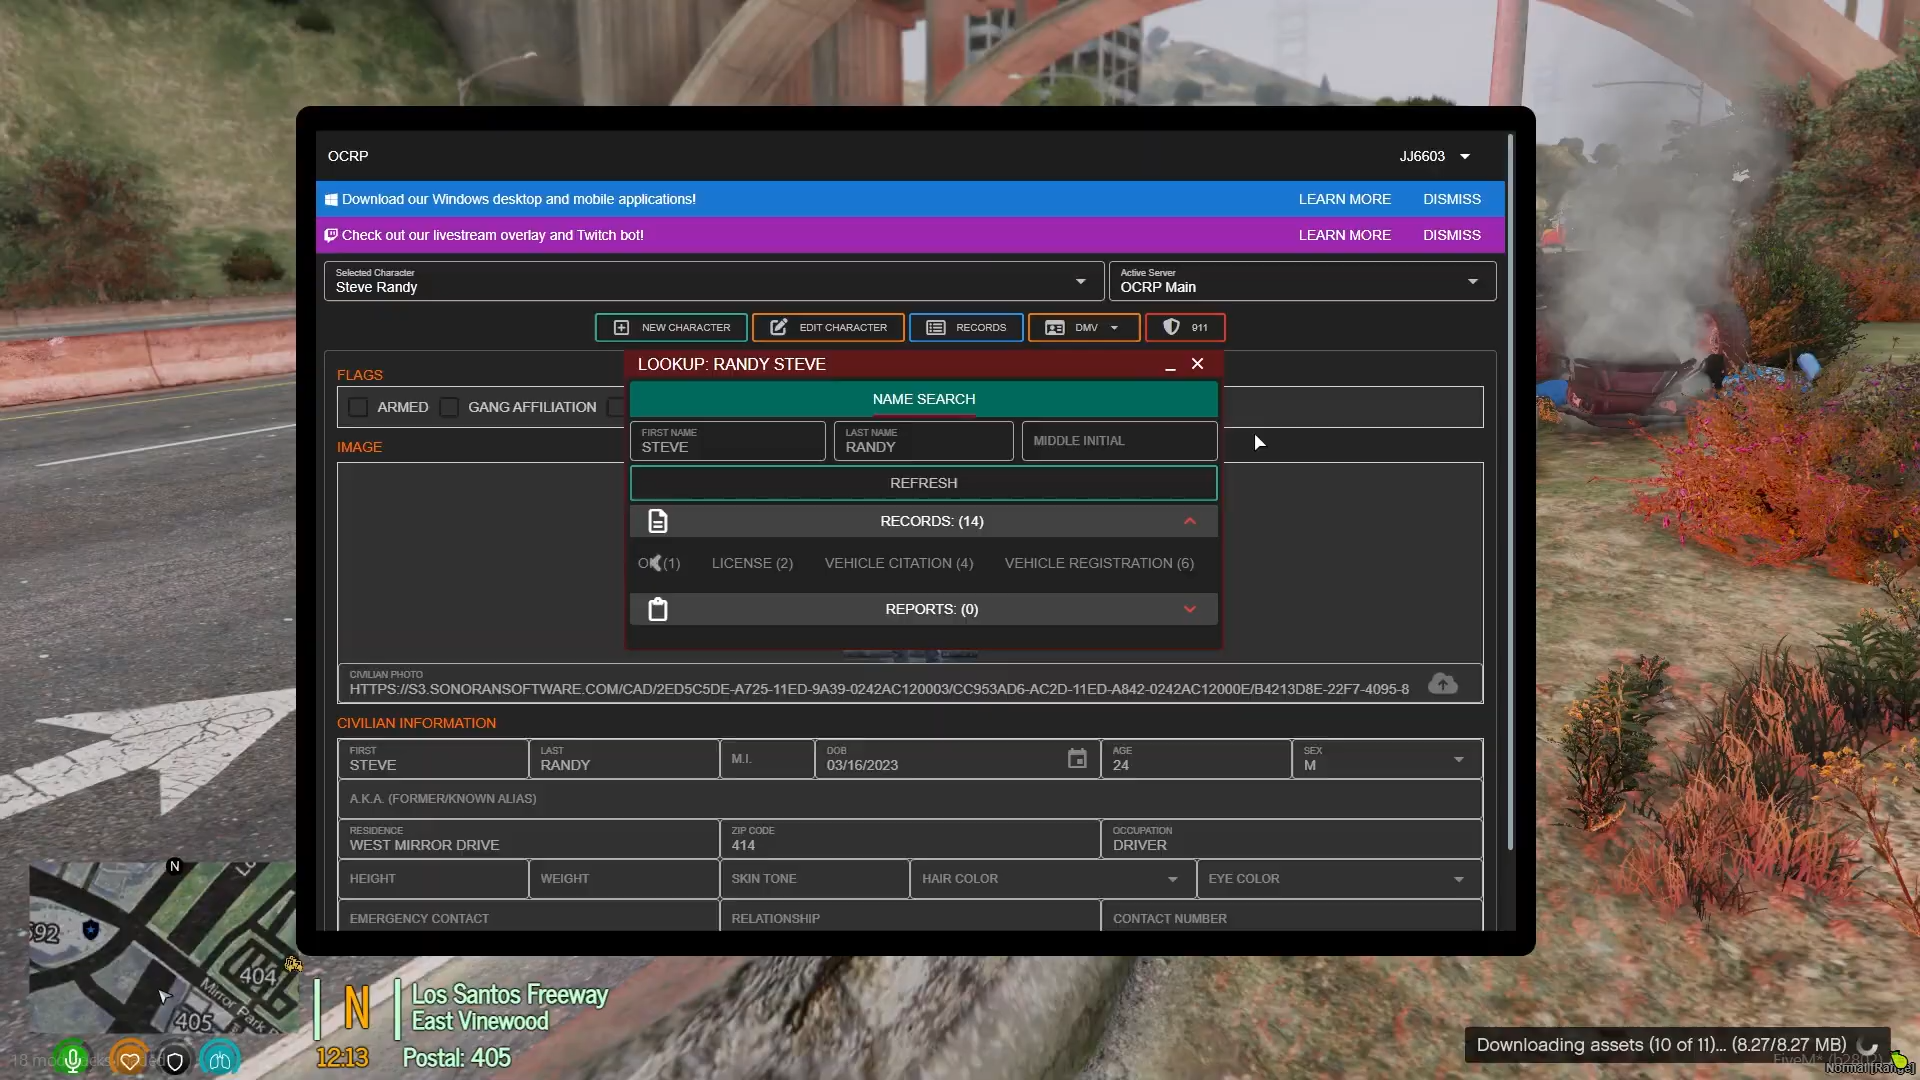 OCRP
JJ6603
Download our Windows desktop and mobile applications!
LEARN MORE
DISMISS
Check out our livestream overlay and Twitch bot!
LEARN MORE
DISMISS
Selected Character
Steve Randy
Active Server
OCRP Main
NEW CHARACTER
EDIT CHARACTER
RECORDS
DMV
911
FLAGS
ARMED
GANG AFFILIATION
IMAGE
LOOKUP: RANDY STEVE
NAME SEARCH
FIRST NAME
STEVE
LAST NAME
RANDY
MIDDLE INITIAL
REFRESH
RECORDS: (14)
(1)
LICENSE (2)
VEHICLE CITATION (4)
VEHICLE REGISTRATION (6)
REPORTS: (0)
CIVILIAN PHOTO
HTTPS://S3.SONORANSOFTWARE.COM/CAD/2ED5C5DE-A725-11ED-9A39-0242AC120003/CC953AD6-AC2D-11ED-A842-0242AC12000E/B4213D8E-22F7-4095-8
CIVILIAN INFORMATION
FIRST
STEVE
LAST
RANDY
M.I.
DOB
03/16/2023
AGE
24
SEX
M
A.K.A. (FORMER/KNOWN ALIAS)
RESIDENCE
WEST MIRROR DRIVE
ZIP CODE
414
OCCUPATION
DRIVER
HEIGHT
WEIGHT
SKIN TONE
HAIR COLOR
EYE COLOR
EMERGENCY CONTACT
RELATIONSHIP
CONTACT NUMBER
N
592
404
Mirror Park
405
N
12:13
Los Santos Freeway
East Vinewood
Postal: 405
Downloading assets (10 of 11)... (8.27/8.27 MB)